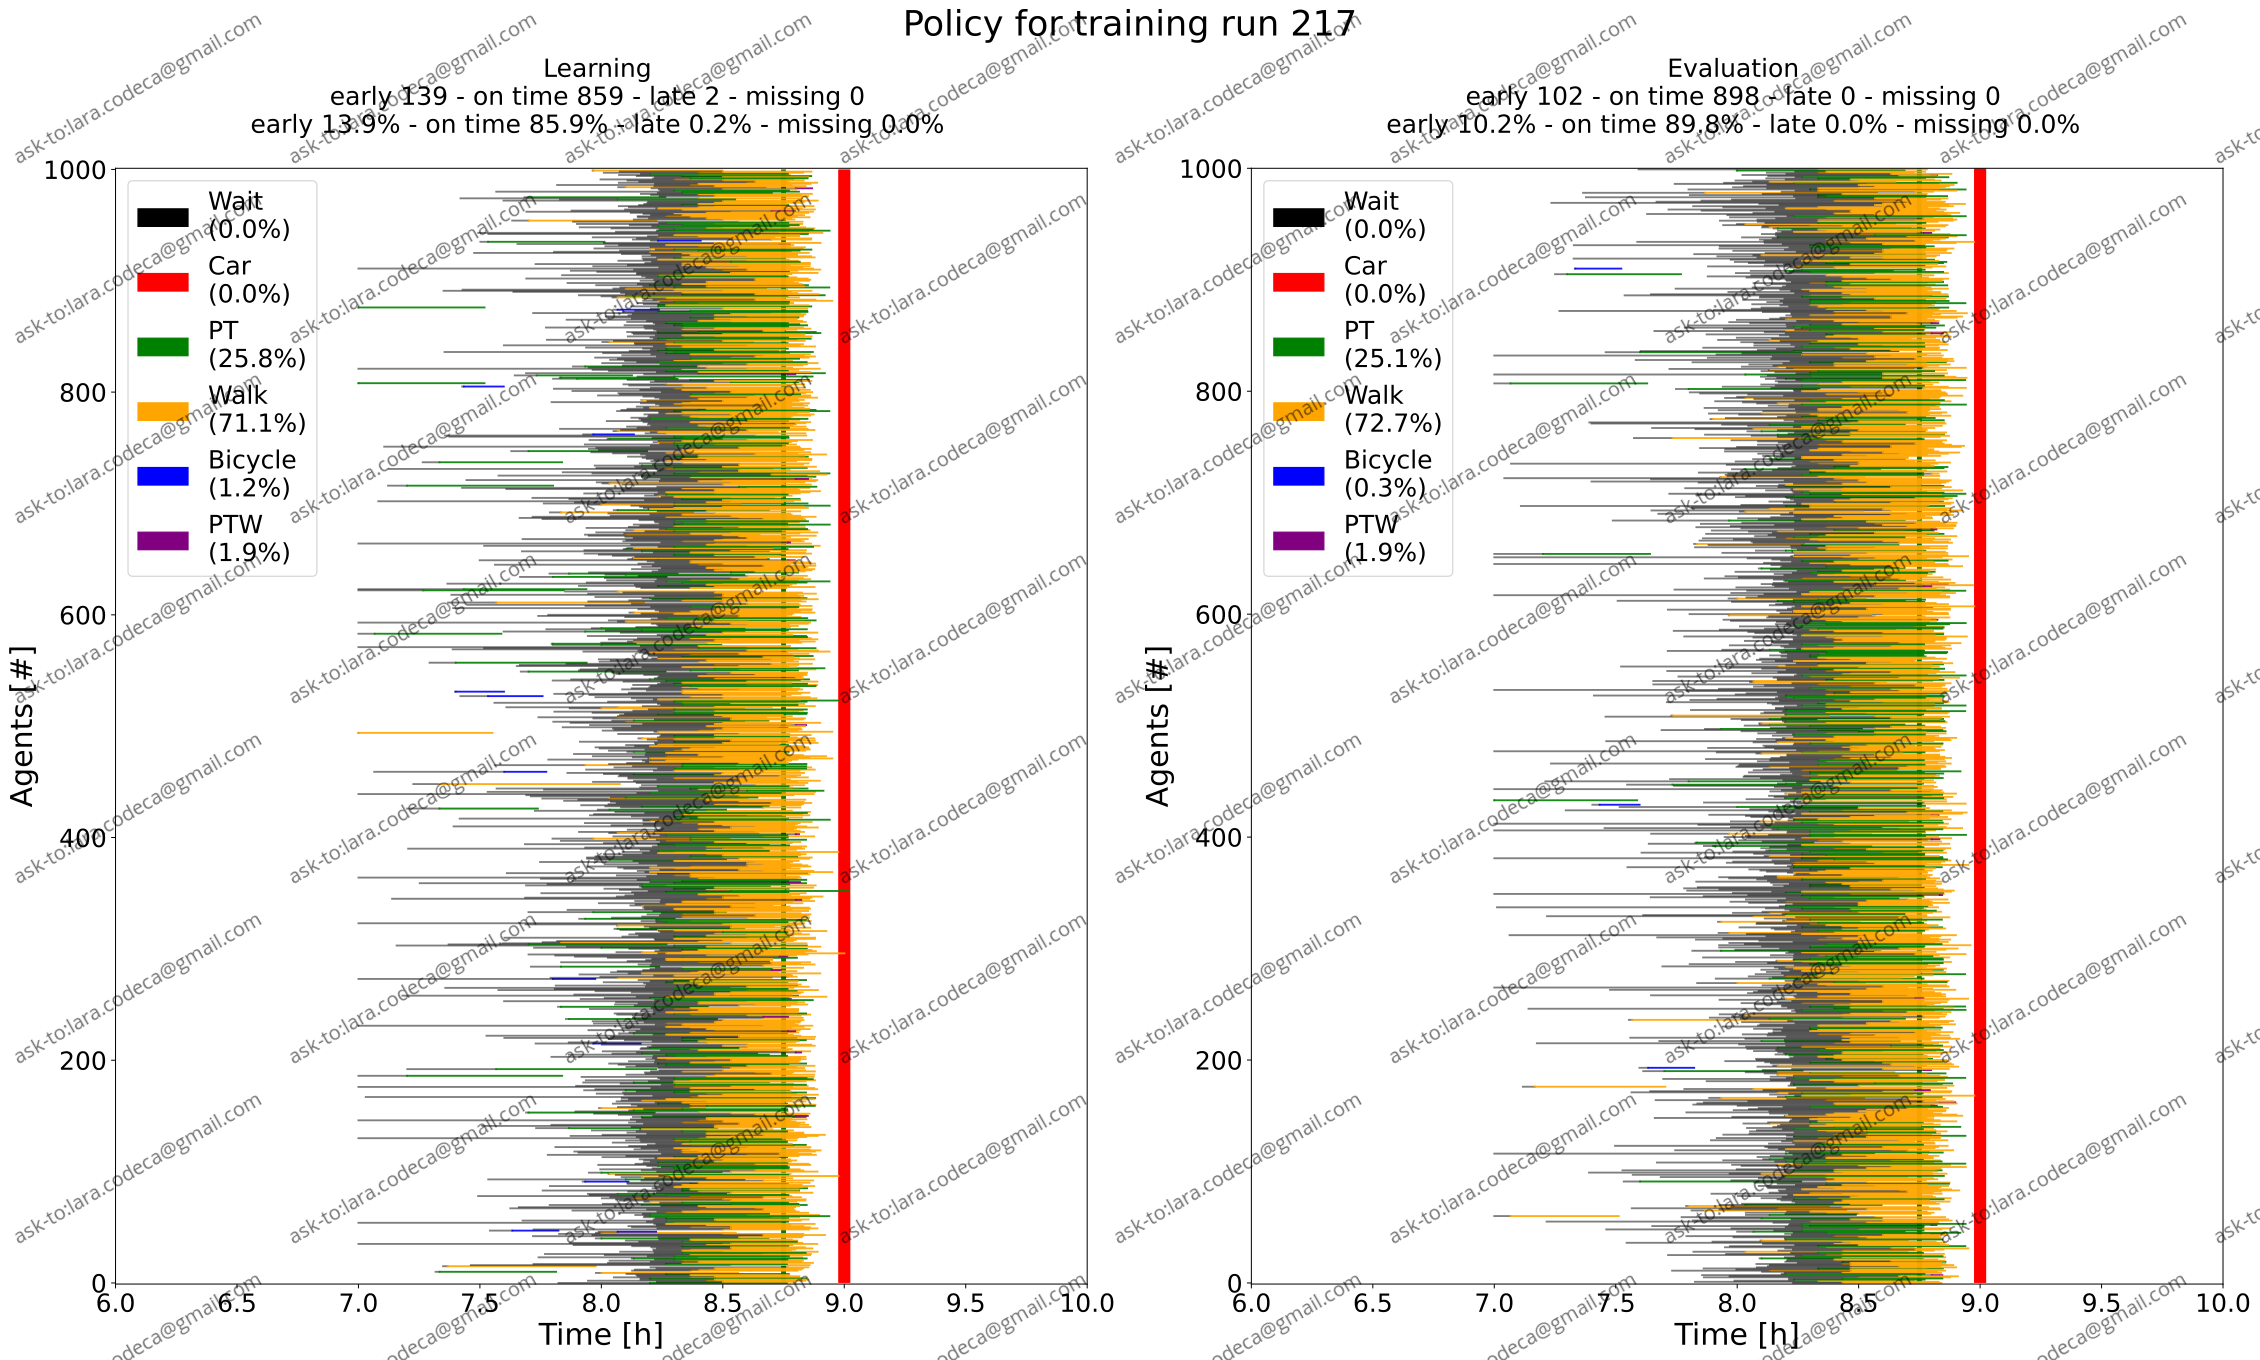 Policy for training run 217
Learning
early 139 - on time 859 - late 2 - missing 0
early 13.9% - on time 85.9% - late 0.2% - missing 0.0%
1000
800
600
400
200
0
Agents [#]
Wait
(0.0%)
Car
(0.0%)
PT
(25.8%)
Walk
(71.1%)
Bicycle
(1.2%)
PTW
(1.9%)
6.0 6.5 7.0 7.5 8.0 8.5 9.0 9.5 10.0
Time [h]
Evaluation
early 102 - on time 898 - late 0 - missing 0
early 10.2% - on time 89.8% - late 0.0% - missing 0.0%
1000
800
600
400
200
0
Agents [#]
Wait
(0.0%)
Car
(0.0%)
PT
(25.1%)
Walk
(72.7%)
Bicycle
(0.3%)
PTW
(1.9%)
6.0 6.5 7.0 7.5 8.0 8.5 9.0 9.5 10.0
Time [h]
ask-to:lara.codeca@gmail.com